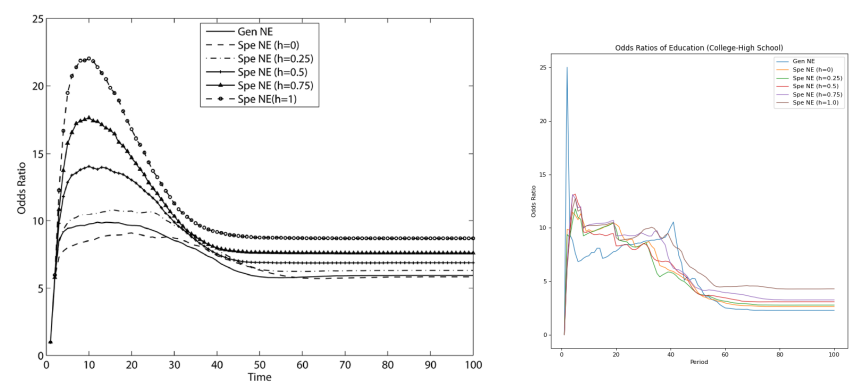 25
20
15
10
5
0
0 10 20 30 40 50 60 70 80 90 100
Odds Ratio
Time
Gen NE
Spe NE (h=0)
Spe NE (h=0.25)
Spe NE (h=0.5)
Spe NE (h=0.75)
Spe NE(h=1)
Odds Ratios of Education (College-High School)
25
20
15
10
5
0
0 20 40 60 80 100
Odds Ratio
Period
Gen NE
Spe NE (h=0)
Spe NE (h=0.25)
Spe NE (h=0.5)
Spe NE (h=0.75)
Spe NE (h=1.0)